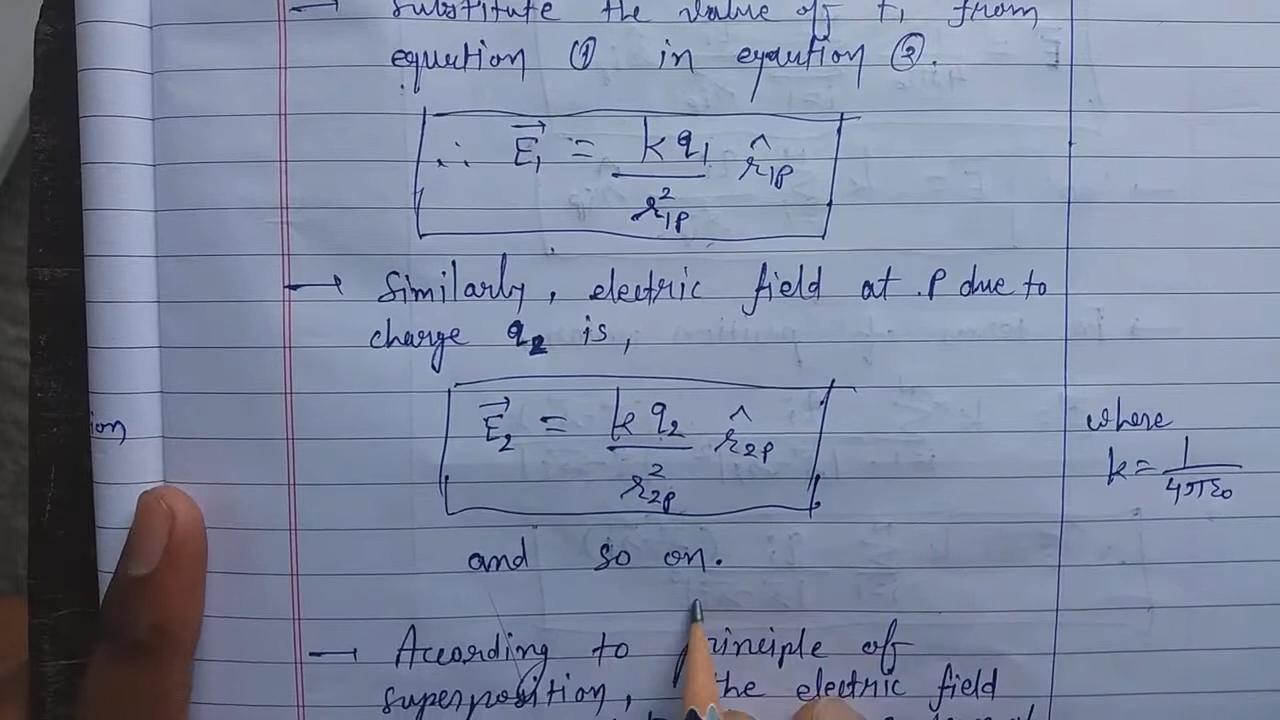 → substitute the value of F₁ from
equation ① in equation ②.
∴ E⃗₁ = kq₁ / r²₁ₚ r̂₁ₚ
→ Similarly, electric field at P due to
charge q₂ is,
E⃗₂ = kq₂ / r²₂ₚ r̂₂ₚ
where
k = 1 / 4πε₀
and so on.
→ According to principle of
superposition, the electric field